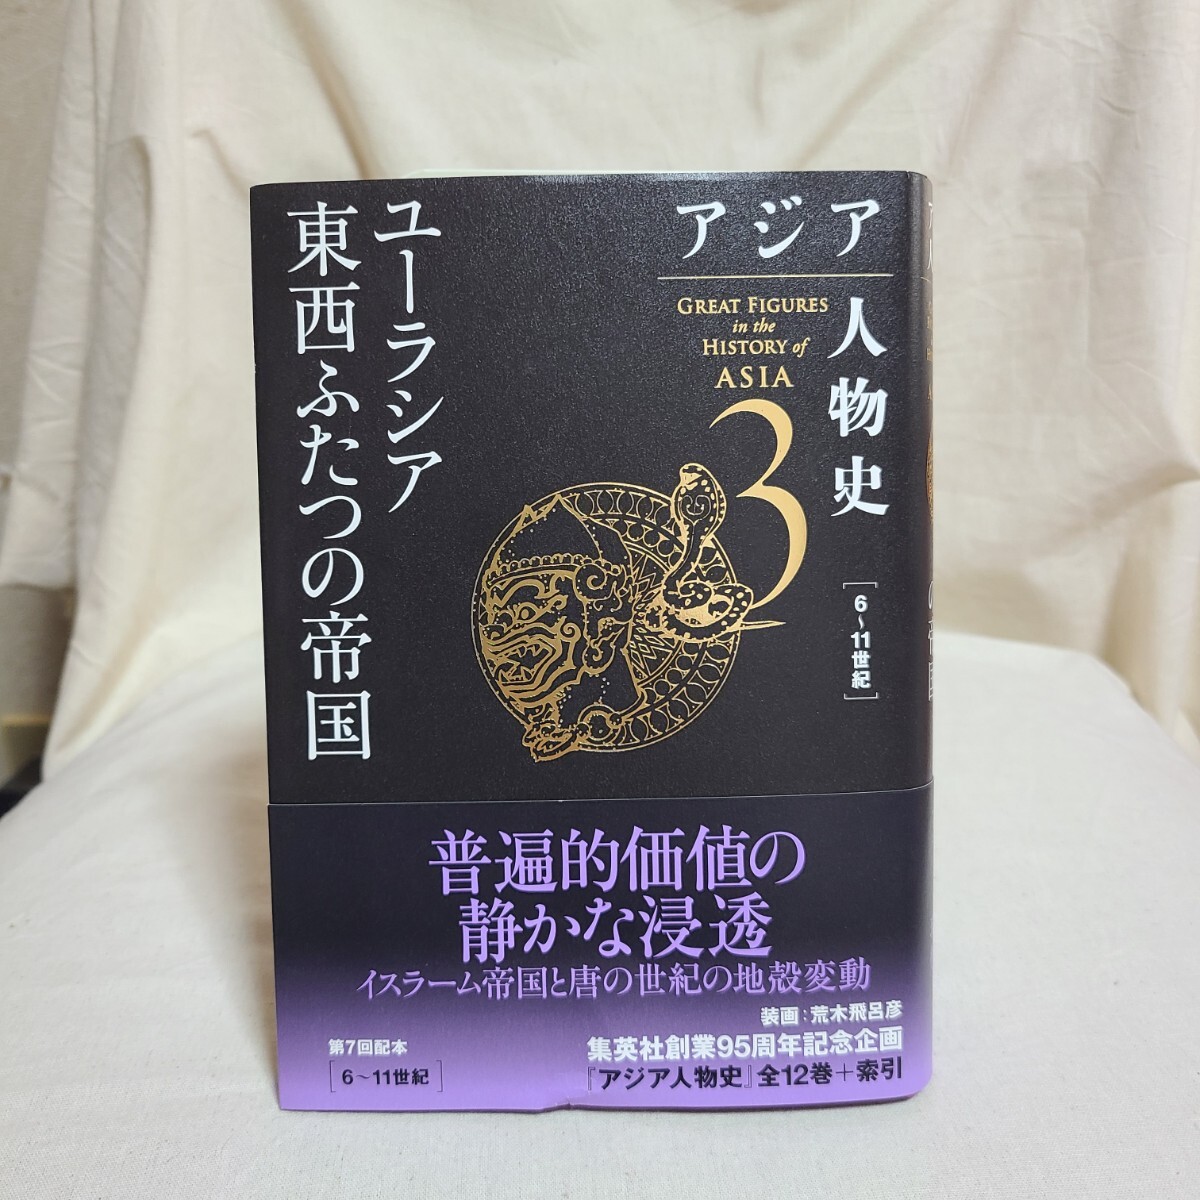 アジア
人物史
GREAT FIGURES
in the
HISTORY of
ASIA
3
[6〜11世紀]
ユーラシア
東西ふたつの帝国
普遍的価値の
静かな浸透
イスラーム帝国と唐の世紀の地殻変動
装画:荒木飛呂彦
集英社創業95周年記念企画
『アジア人物史』全12巻+索引
第7回配本
[6〜11世紀]